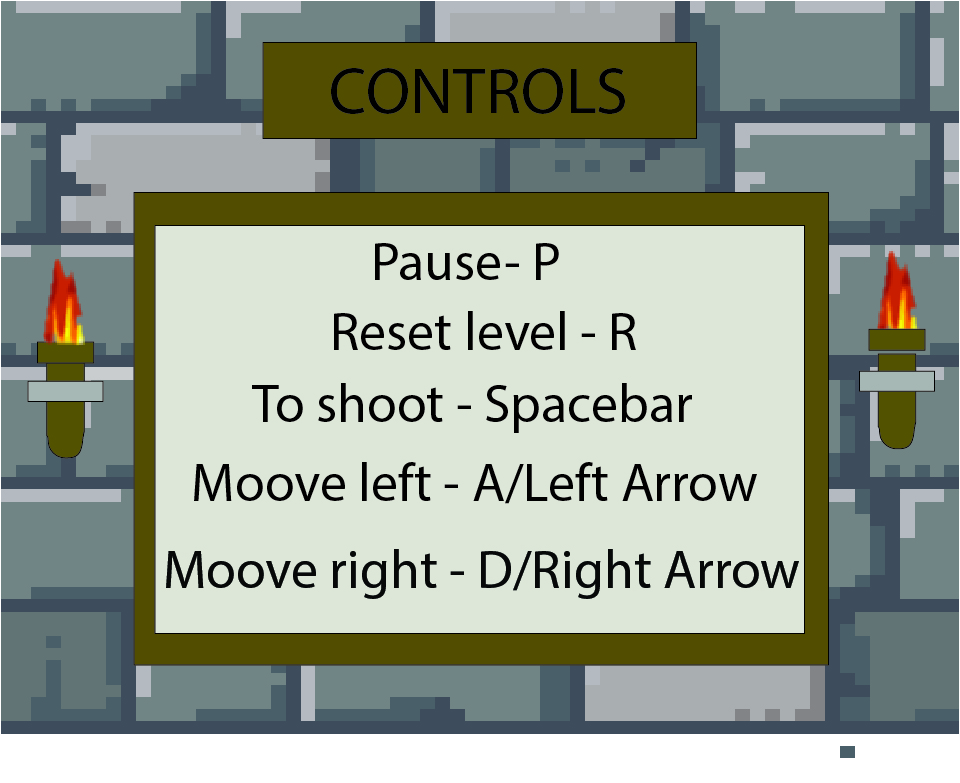 CONTROLS
Pause- P
Reset level - R
To shoot - Spacebar
Moove left - A/Left Arrow
Moove right - D/Right Arrow